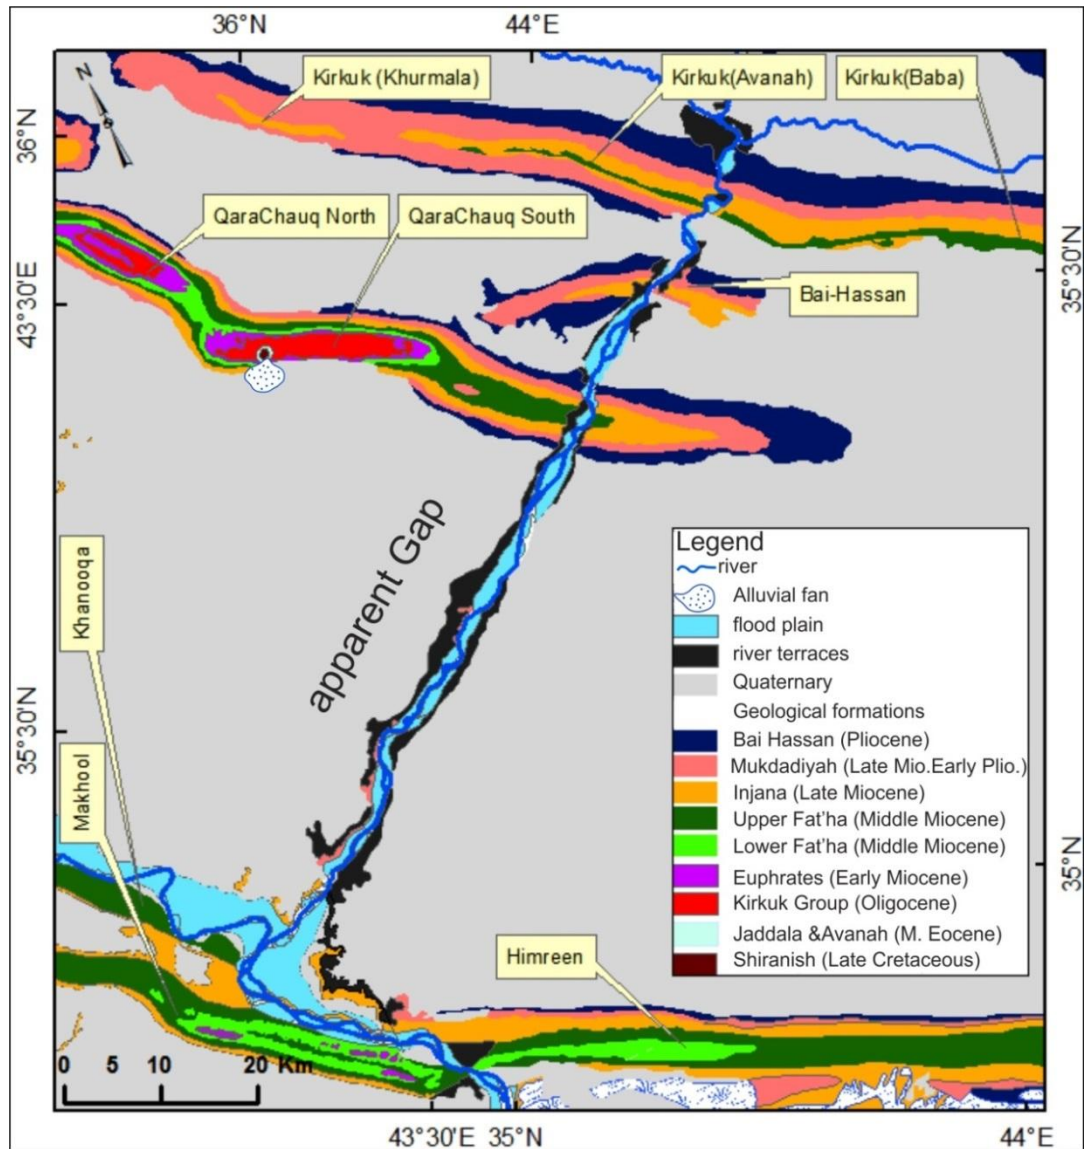 36°N
44°E
Kirkuk (Khurmala)
Kirkuk(Avanah)
Kirkuk(Baba)
N
36°N
QaraChauq North
QaraChauq South
35°30'N
Bai-Hassan
43°30'E
apparent Gap
Khanooqa
Makhool
35°30'N
Legend
river
Alluvial fan
flood plain
river terraces
Quaternary
Geological formations
Bai Hassan (Pliocene)
Mukdadiyah (Late Mio.Early Plio.)
Injana (Late Miocene)
Upper Fat'ha (Middle Miocene)
Lower Fat'ha (Middle Miocene)
Euphrates (Early Miocene)
Kirkuk Group (Oligocene)
Jaddala &Avanah (M. Eocene)
Shiranish (Late Cretaceous)
35°N
Himreen
0 5 10 20 Km
43°30'E 35°N
44°E